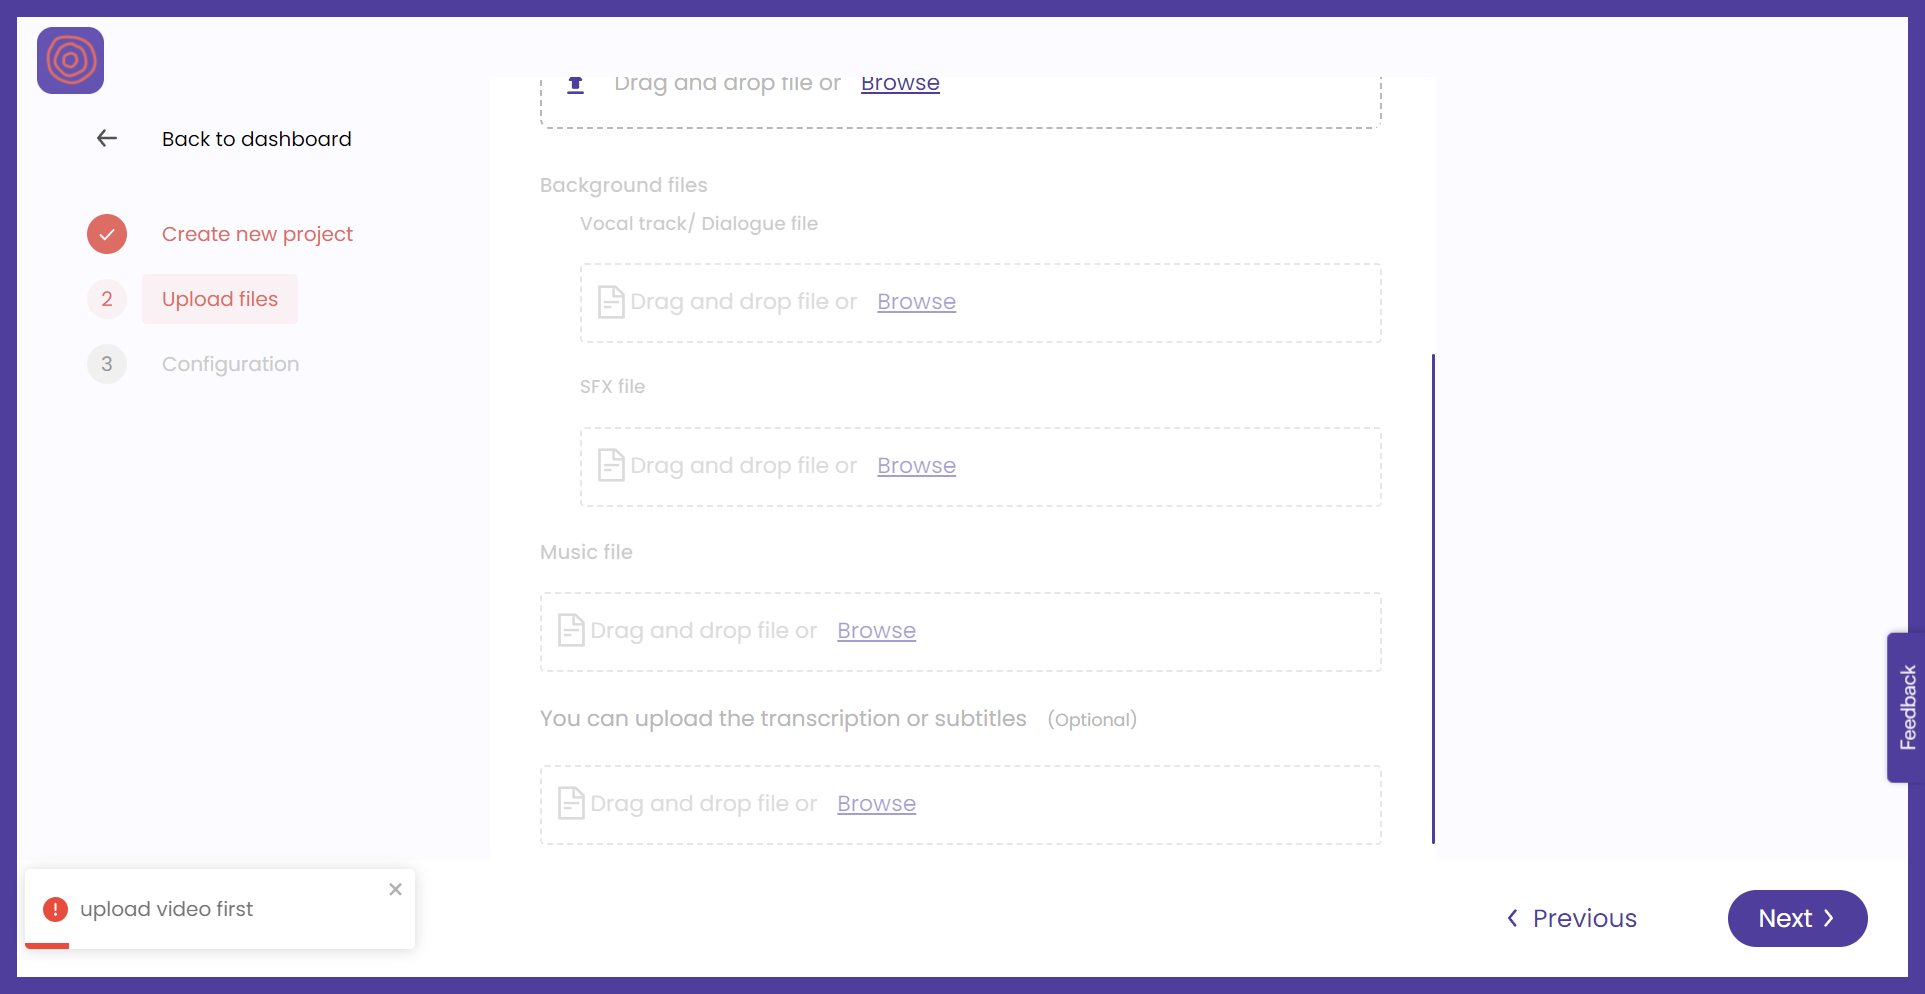 Back to dashboard
Create new project
2 Upload files
3 Configuration
Drag and drop file or Browse
Background files
Vocal track/ Dialogue file
Drag and drop file or Browse
SFX file
Drag and drop file or Browse
Music file
Drag and drop file or Browse
You can upload the transcription or subtitles (Optional)
Drag and drop file or Browse
Feedback
upload video first
Previous
Next